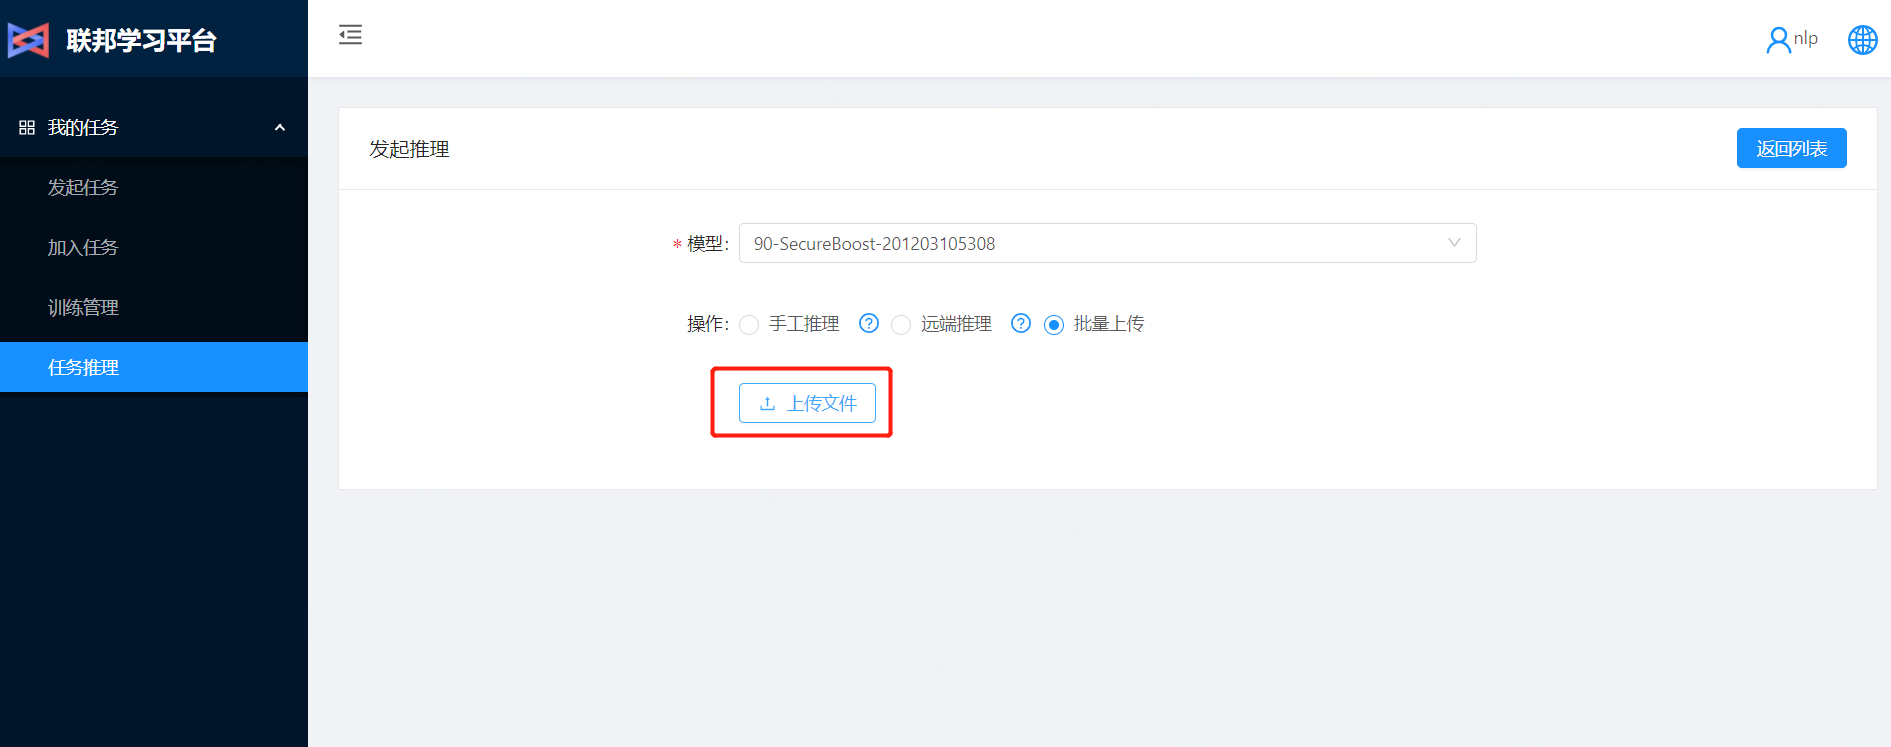 联邦学习平台
nlp
我的任务
发起任务
加入任务
训练管理
任务推理
发起推理
返回列表
* 模型: 90-SecureBoost-201203105308
操作: 手工推理 ? 远端推理 ? 批量上传
上传文件